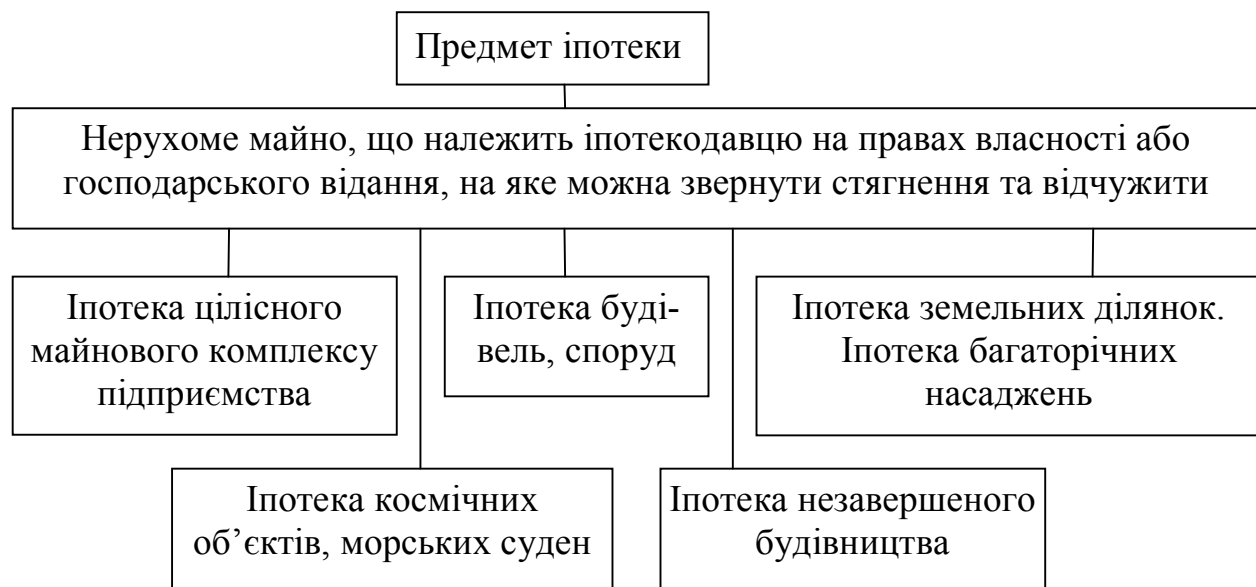 Предмет іпотеки
Нерухоме майно, що належить іпотекодавцю на правах власності або
господарського відання, на яке можна звернути стягнення та відчужити
Іпотека цілісного
майнового комплексу
підприємства
Іпотека буді-
вель, споруд
Іпотека земельних ділянок.
Іпотека багаторічних
насаджень
Іпотека космічних
об’єктів, морських суден
Іпотека незавершеного
будівництва